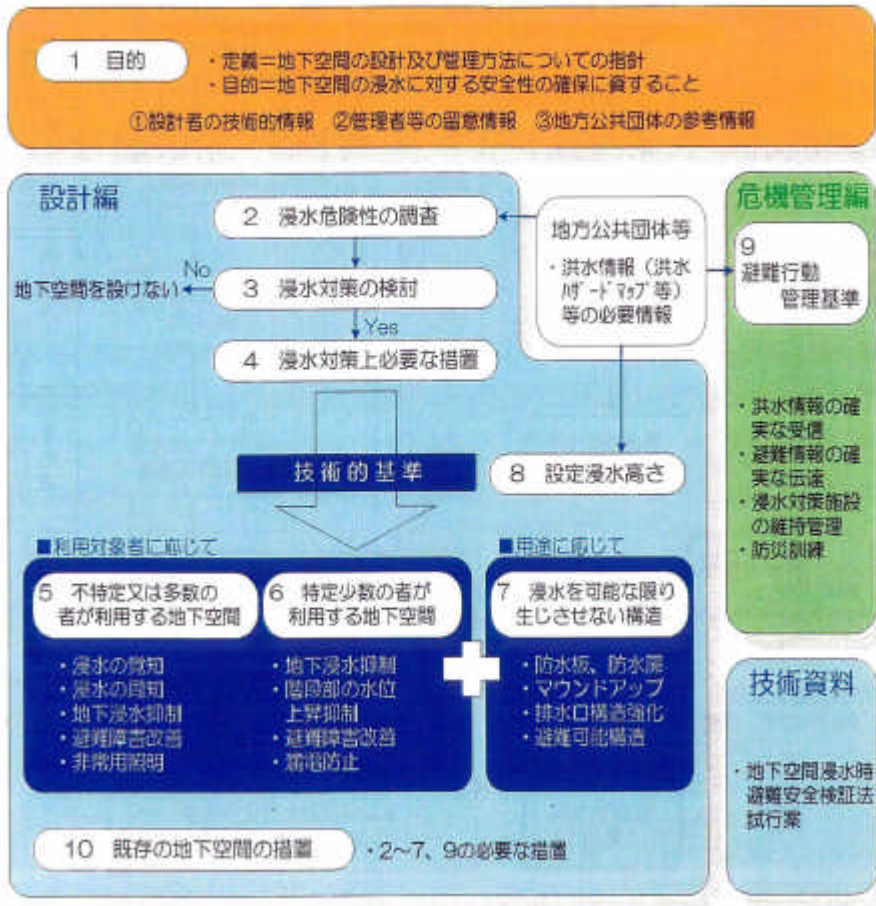 1 目的
・定義＝地下空間の設計及び管理方法についての指針
・目的＝地下空間の浸水に対する安全性の確保に資すること
①設計者の技術的情報 ②管理者等の留意情報 ③地方公共団体の参考情報
設計編
2 浸水危険性の調査
No
地下空間を設けない
3 浸水対策の検討
Yes
4 浸水対策上必要な措置
地方公共団体等
・洪水情報（洪水
ﾊｻﾞｰﾄﾞﾏｯﾌﾟ等）
等の必要情報
技術的基準
8 設定浸水高さ
■利用対象者に応じて
5 不特定又は多数の
者が利用する地下空間
・浸水の覚知
・浸水の周知
・地下浸水抑制
・避難障害改善
・非常用照明
6 特定少数の者が
利用する地下空間
・地下浸水抑制
・階段部の水位
上昇抑制
・避難障害改善
・漏電防止
■用途に応じて
7 浸水を可能な限り
生じさせない構造
・防水板、防水扉
・マウンドアップ
・排水口構造強化
・避難可能構造
10 既存の地下空間の措置
・2～7、9の必要な措置
危機管理編
9
避難行動
管理基準
・洪水情報の確
実な受信
・避難情報の確
実な伝達
・浸水対策施設
の維持管理
・防災訓練
技術資料
・地下空間浸水時
避難安全検証法
試行案